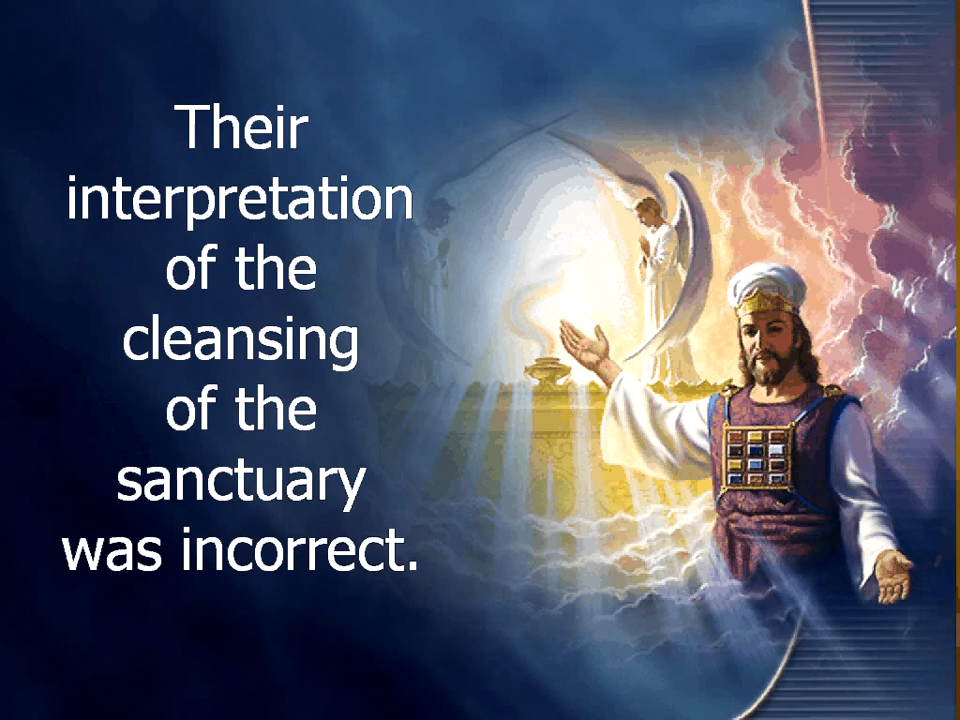 Their
interpretation
of the
cleansing
of the
sanctuary
was incorrect.